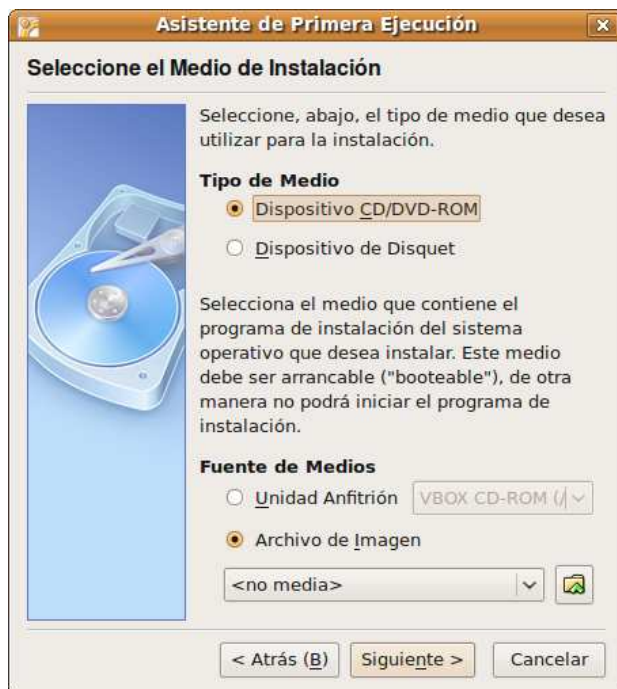 Asistente de Primera Ejecución
Seleccione el Medio de Instalación
Seleccione, abajo, el tipo de medio que desea
utilizar para la instalación.
Tipo de Medio
Dispositivo CD/DVD-ROM
Dispositivo de Disquet
Selecciona el medio que contiene el
programa de instalación del sistema
operativo que desea instalar. Este medio
debe ser arrancable ("booteable"), de otra
manera no podrá iniciar el programa de
instalación.
Fuente de Medios
Unidad Anfitrión VBOX CD-ROM (/
Archivo de Imagen
<no media>
< Atrás (B) Siguiente > Cancelar